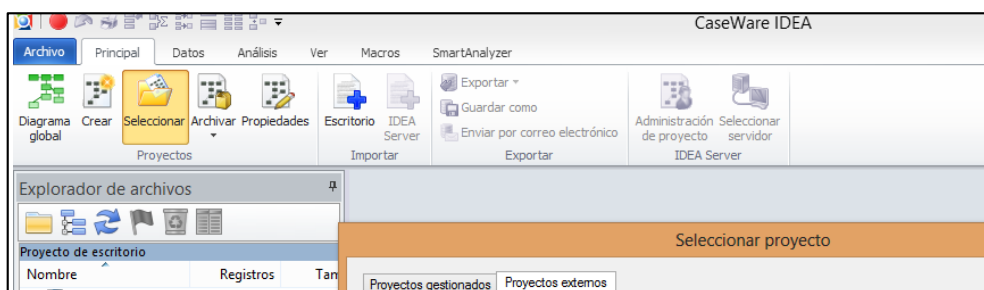 CaseWare IDEA
Archivo Principal Datos Análisis Ver Macros SmartAnalyzer
Diagrama global
Crear
Seleccionar
Archivar
Propiedades
Proyectos
Escritorio
IDEA Server
Importar
Exportar
Guardar como
Enviar por correo electrónico
Exportar
Administración de proyecto
Seleccionar servidor
IDEA Server
Explorador de archivos
Proyecto de escritorio
Nombre Registros Tam
Seleccionar proyecto
Proyectos gestionados Proyectos externos